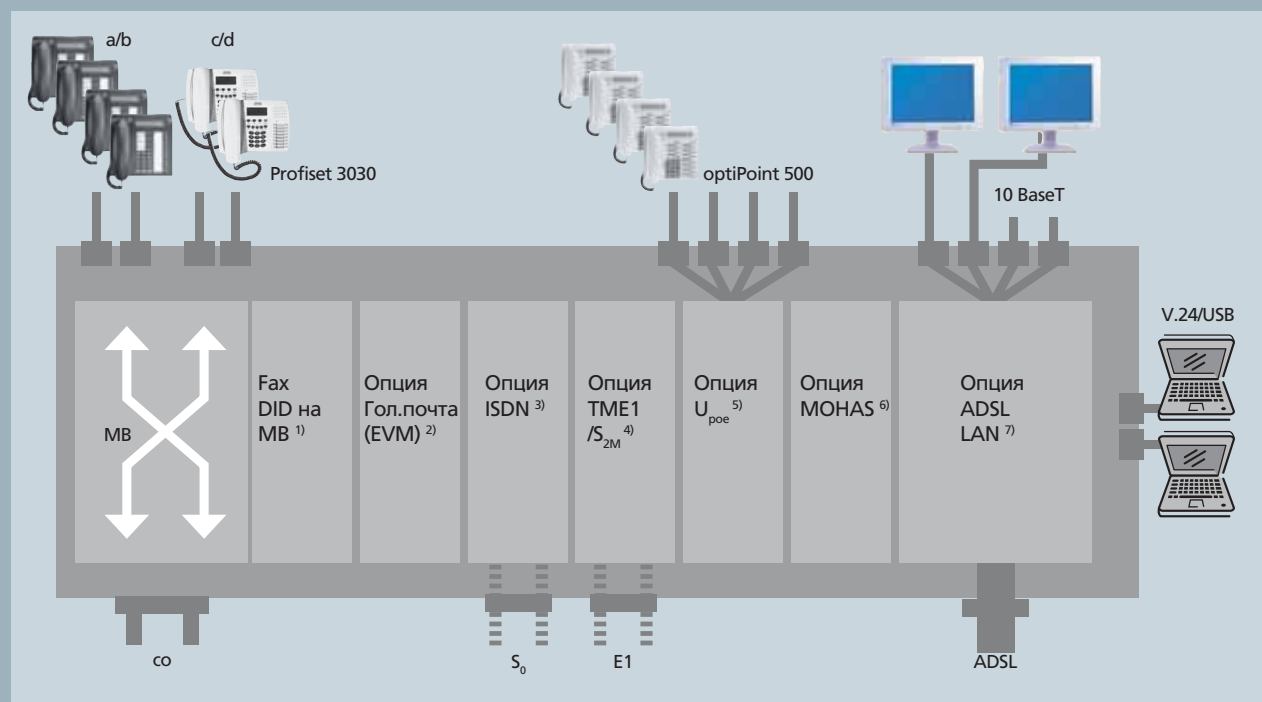 a/b
c/d
Profiset 3030
optiPoint 500
10 BaseT
V.24/USB
MB
Fax
DID на
MB 1)
Опция
Гол.почта
(EVM) 2)
Опция
ISDN 3)
Опция
TME1
/S2M 4)
Опция
Upoe 5)
Опция
MOHAS 6)
Опция
ADSL
LAN 7)
co
S0
E1
ADSL